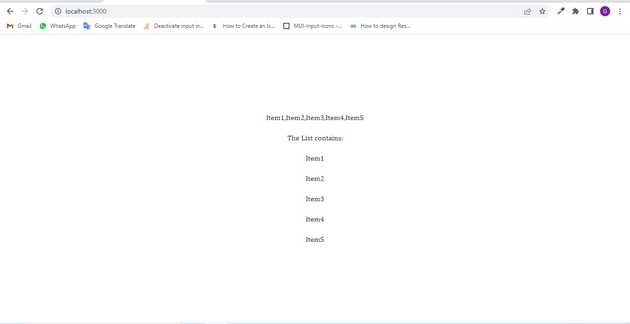 localhost:3000
Gmail WhatsApp Google Translate Deactivate input in... How to Create an Is... MUI-Input-Icons -... How to design Res...
Item1,Item2,Item3,Item4,Item5
The List contains:
Item1
Item2
Item3
Item4
Item5